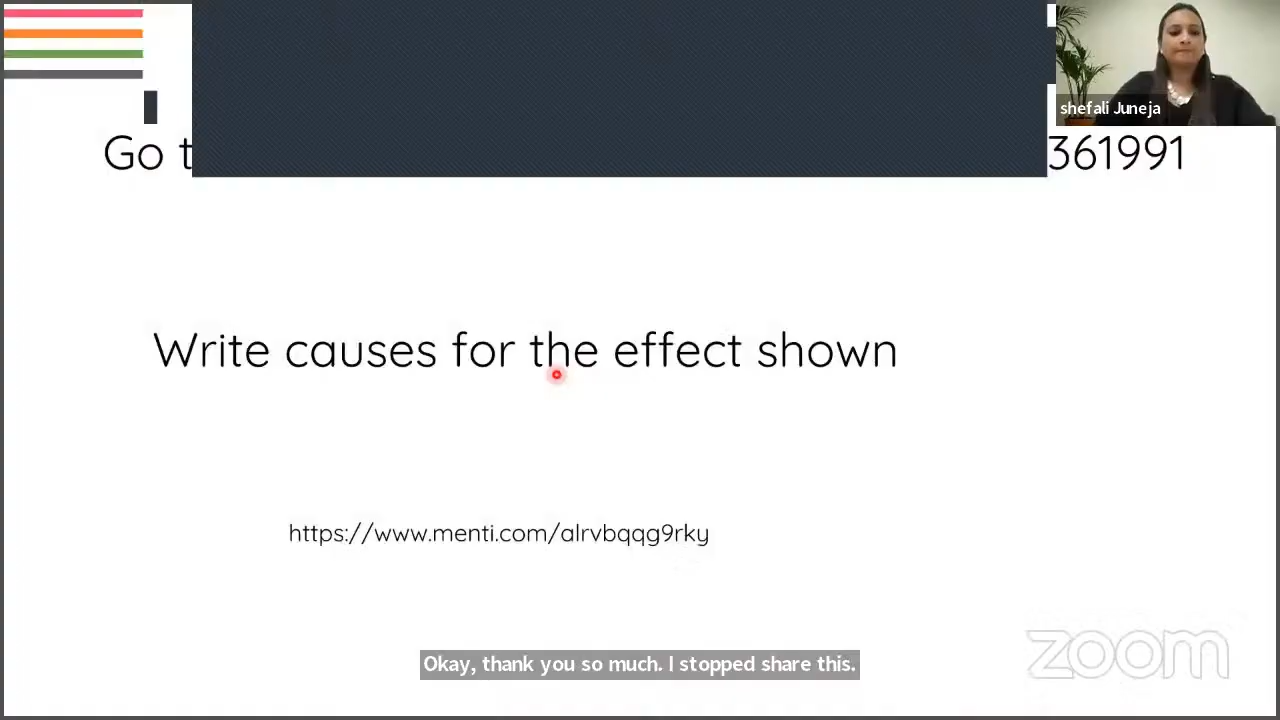 shefali Juneja
Go t 361991
Write causes for the effect shown
https://www.menti.com/alrvbqqg9rky
Okay, thank you so much. I stopped share this.
zoom